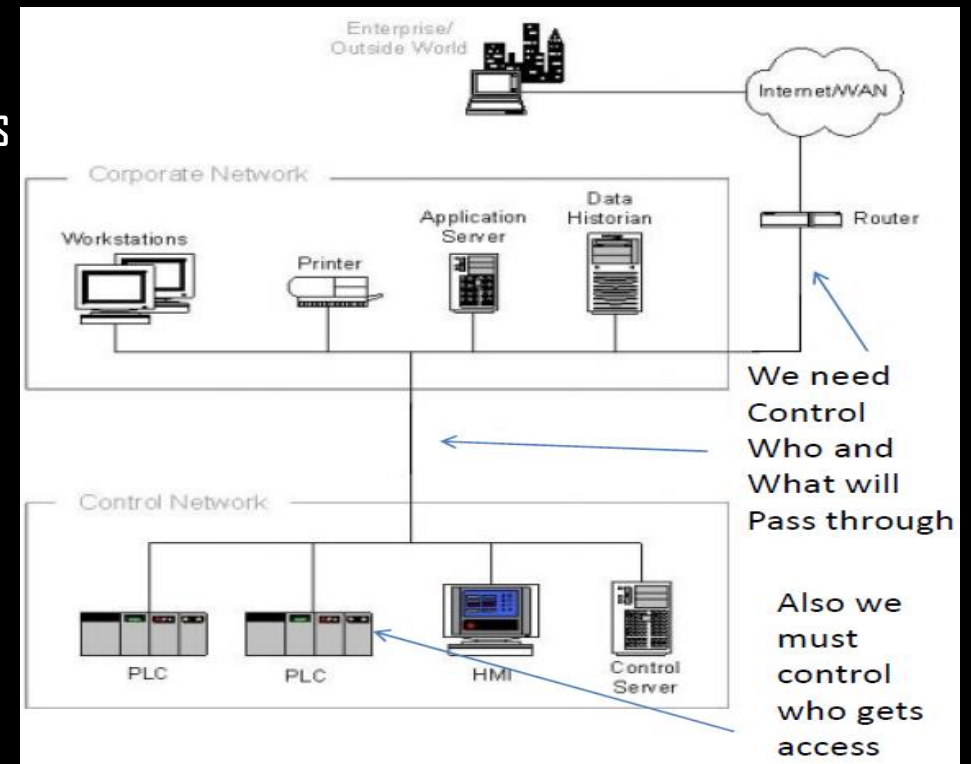 Enterprise/
Outside World
Internet/WAN
S
Corporate Network
Data
Historian
Application
Server
Router
Workstations
Printer
We need
Control
Who and
What will
Pass through
Control Network
Also we
must
control
who gets
access
PLC
PLC
HMI
Control
Server